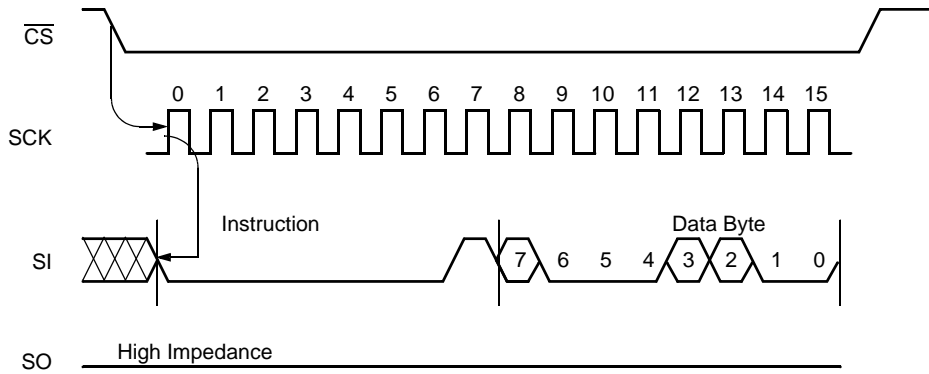 CS
0 1 2 3 4 5 6 7 8 9 10 11 12 13 14 15
SCK
Instruction Data Byte
SI 7 6 5 4 3 2 1 0
High Impedance
SO